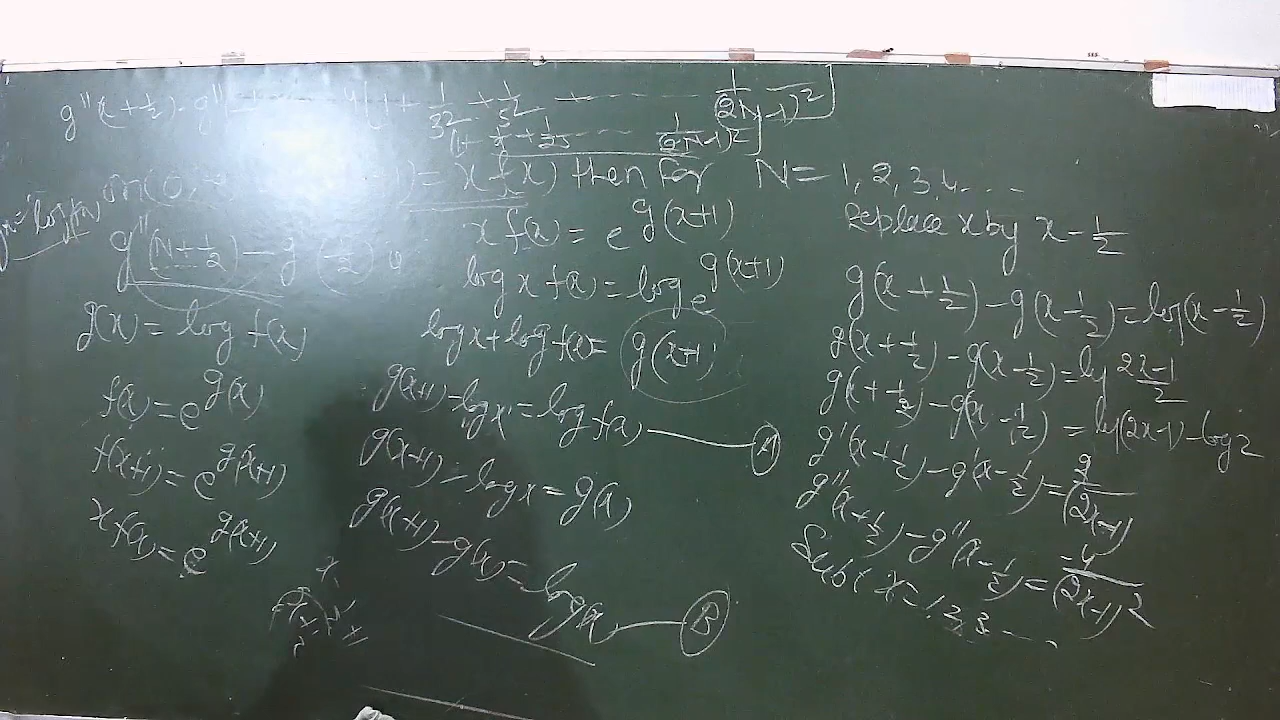 g''(x+1/2) - g'' 4[1 + 1/3² + 1/5² + ------ 1/(2N-1)²]
(1 + + 1/25 --- 1/(2N-1)²]
on (0, = x f(x) then for N = 1, 2, 3, 4....
= log f(x)
g''(N+1/2) - g''(1/2)
g(x) = log f(x)
f(x) = e^g(x)
f(x+1) = e^g(x+1)
x f(x) = e^g(x+1)
x f(x) = e^g(x+1)
log x f(x) = log e^g(x+1)
log x + log f(x) = g(x+1)
g(x+1) - log x = log f(x) — A
g(x+1) - log x = g(x)
g(x+1) - g(x) = log x — B
Replace x by x - 1/2
g(x+1/2) - g(x-1/2) = log(x-1/2)
g(x+1/2) - g(x-1/2) = log 2x-1/2
g(x+1/2) - g(x-1/2) = log(2x-1) - log 2
g'(x+1/2) - g'(x-1/2) = 2/(2x-1)
g''(x+1/2) - g''(x-1/2) = -4/(2x-1)²
x = 1, 2, 3 ----